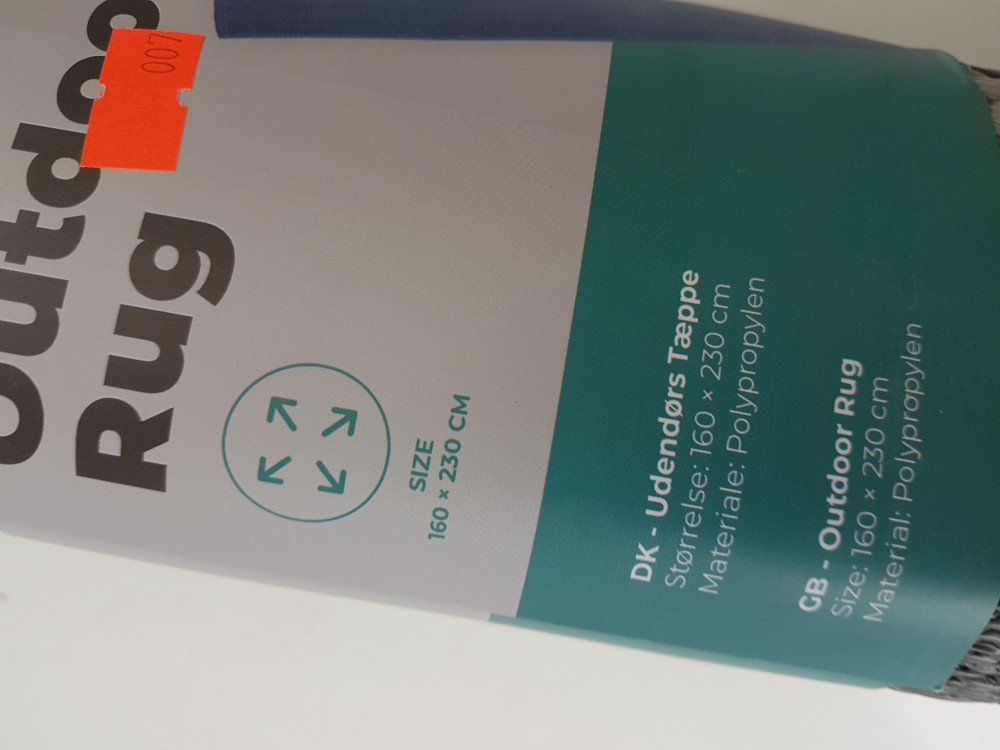 Outdoo
Rug
007
SIZE
160 × 230 CM
DK - Udendørs Tæppe
Størrelse: 160 × 230 cm
Materiale: Polypropylen
GB - Outdoor Rug
Size: 160 × 230 cm
Material: Polypropylen